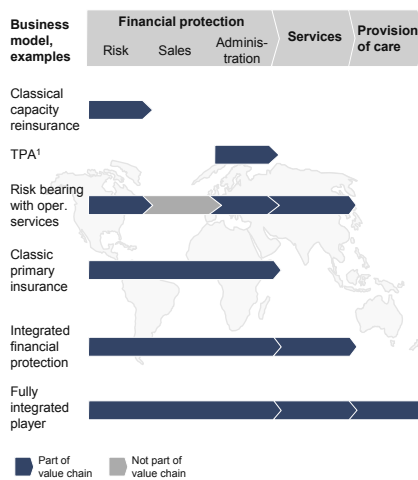 Business
model,
examples
Financial protection
Risk
Sales
Adminis-
tration
Services
Provision
of care
Classical
capacity
reinsurance
TPA¹
Risk bearing
with oper.
services
Classic
primary
insurance
Integrated
financial
protection
Fully
integrated
player
Part of
value chain
Not part of
value chain